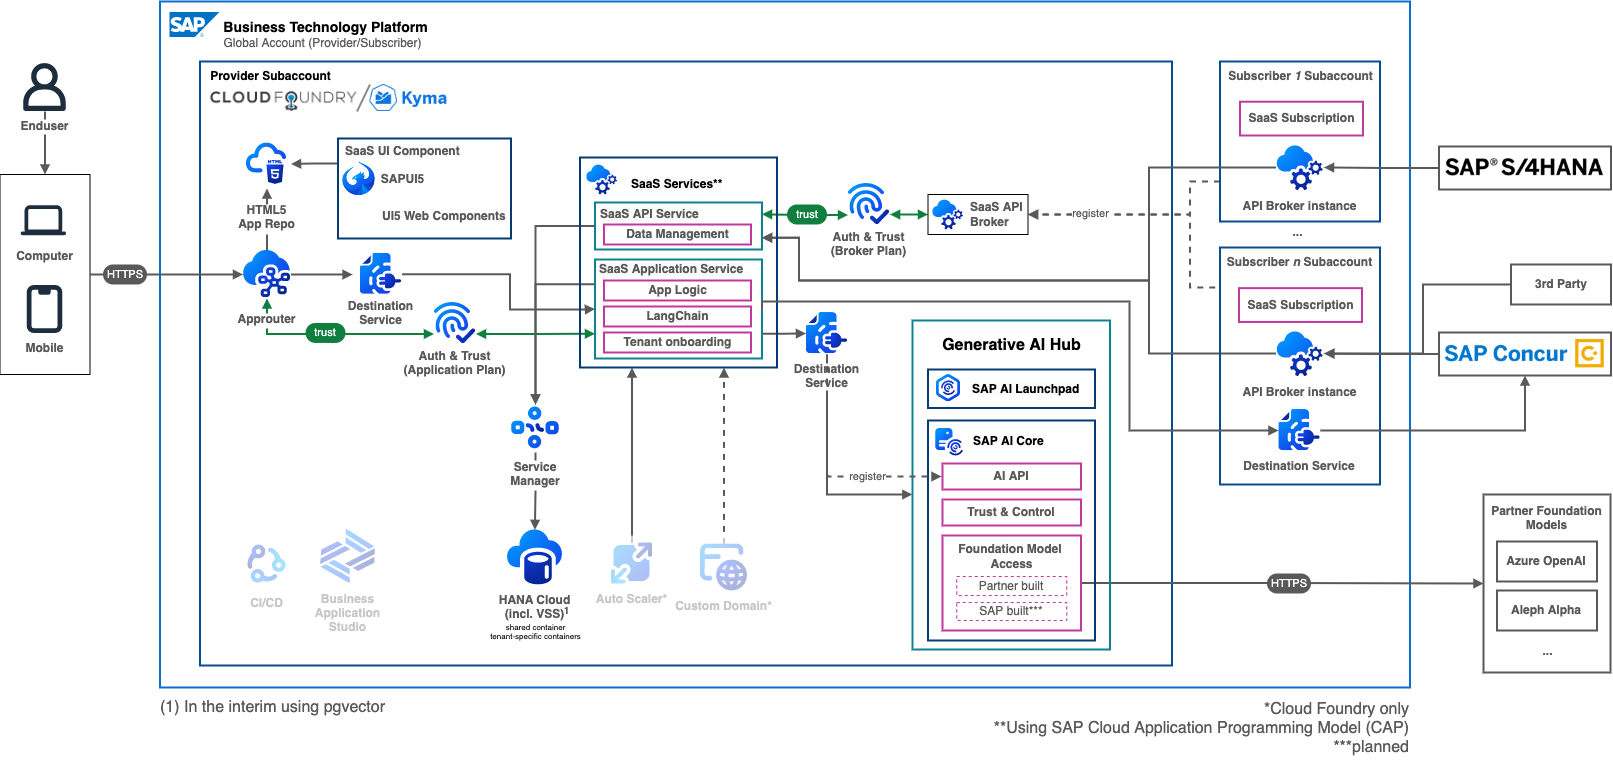 SAP
Business Technology Platform
Global Account (Provider/Subscriber)
Provider Subaccount
CLOUD FOUNDRY / Kyma
Enduser
Computer
Mobile
HTTPS
HTML
5
HTML5
App Repo
SaaS UI Component
SAPUI5
UI5 Web Components
Approuter
Destination
Service
trust
Auth & Trust
(Application Plan)
SaaS Services**
SaaS API Service
Data Management
SaaS Application Service
App Logic
LangChain
Tenant onboarding
trust
Auth & Trust
(Broker Plan)
SaaS API
Broker
register
Destination
Service
Service
Manager
HANA Cloud
(incl. VSS)1
shared container
tenant-specific containers
CI/CD
Business
Application
Studio
Auto Scaler*
Custom Domain*
Generative AI Hub
SAP AI Launchpad
SAP AI Core
register
AI API
Trust & Control
Foundation Model
Access
Partner built
SAP built***
HTTPS
Subscriber 1 Subaccount
SaaS Subscription
API Broker instance
...
Subscriber n Subaccount
SaaS Subscription
API Broker instance
Destination Service
SAP® S/4HANA
3rd Party
SAP Concur C
Partner Foundation
Models
Azure OpenAI
Aleph Alpha
...
(1) In the interim using pgvector
*Cloud Foundry only
**Using SAP Cloud Application Programming Model (CAP)
***planned